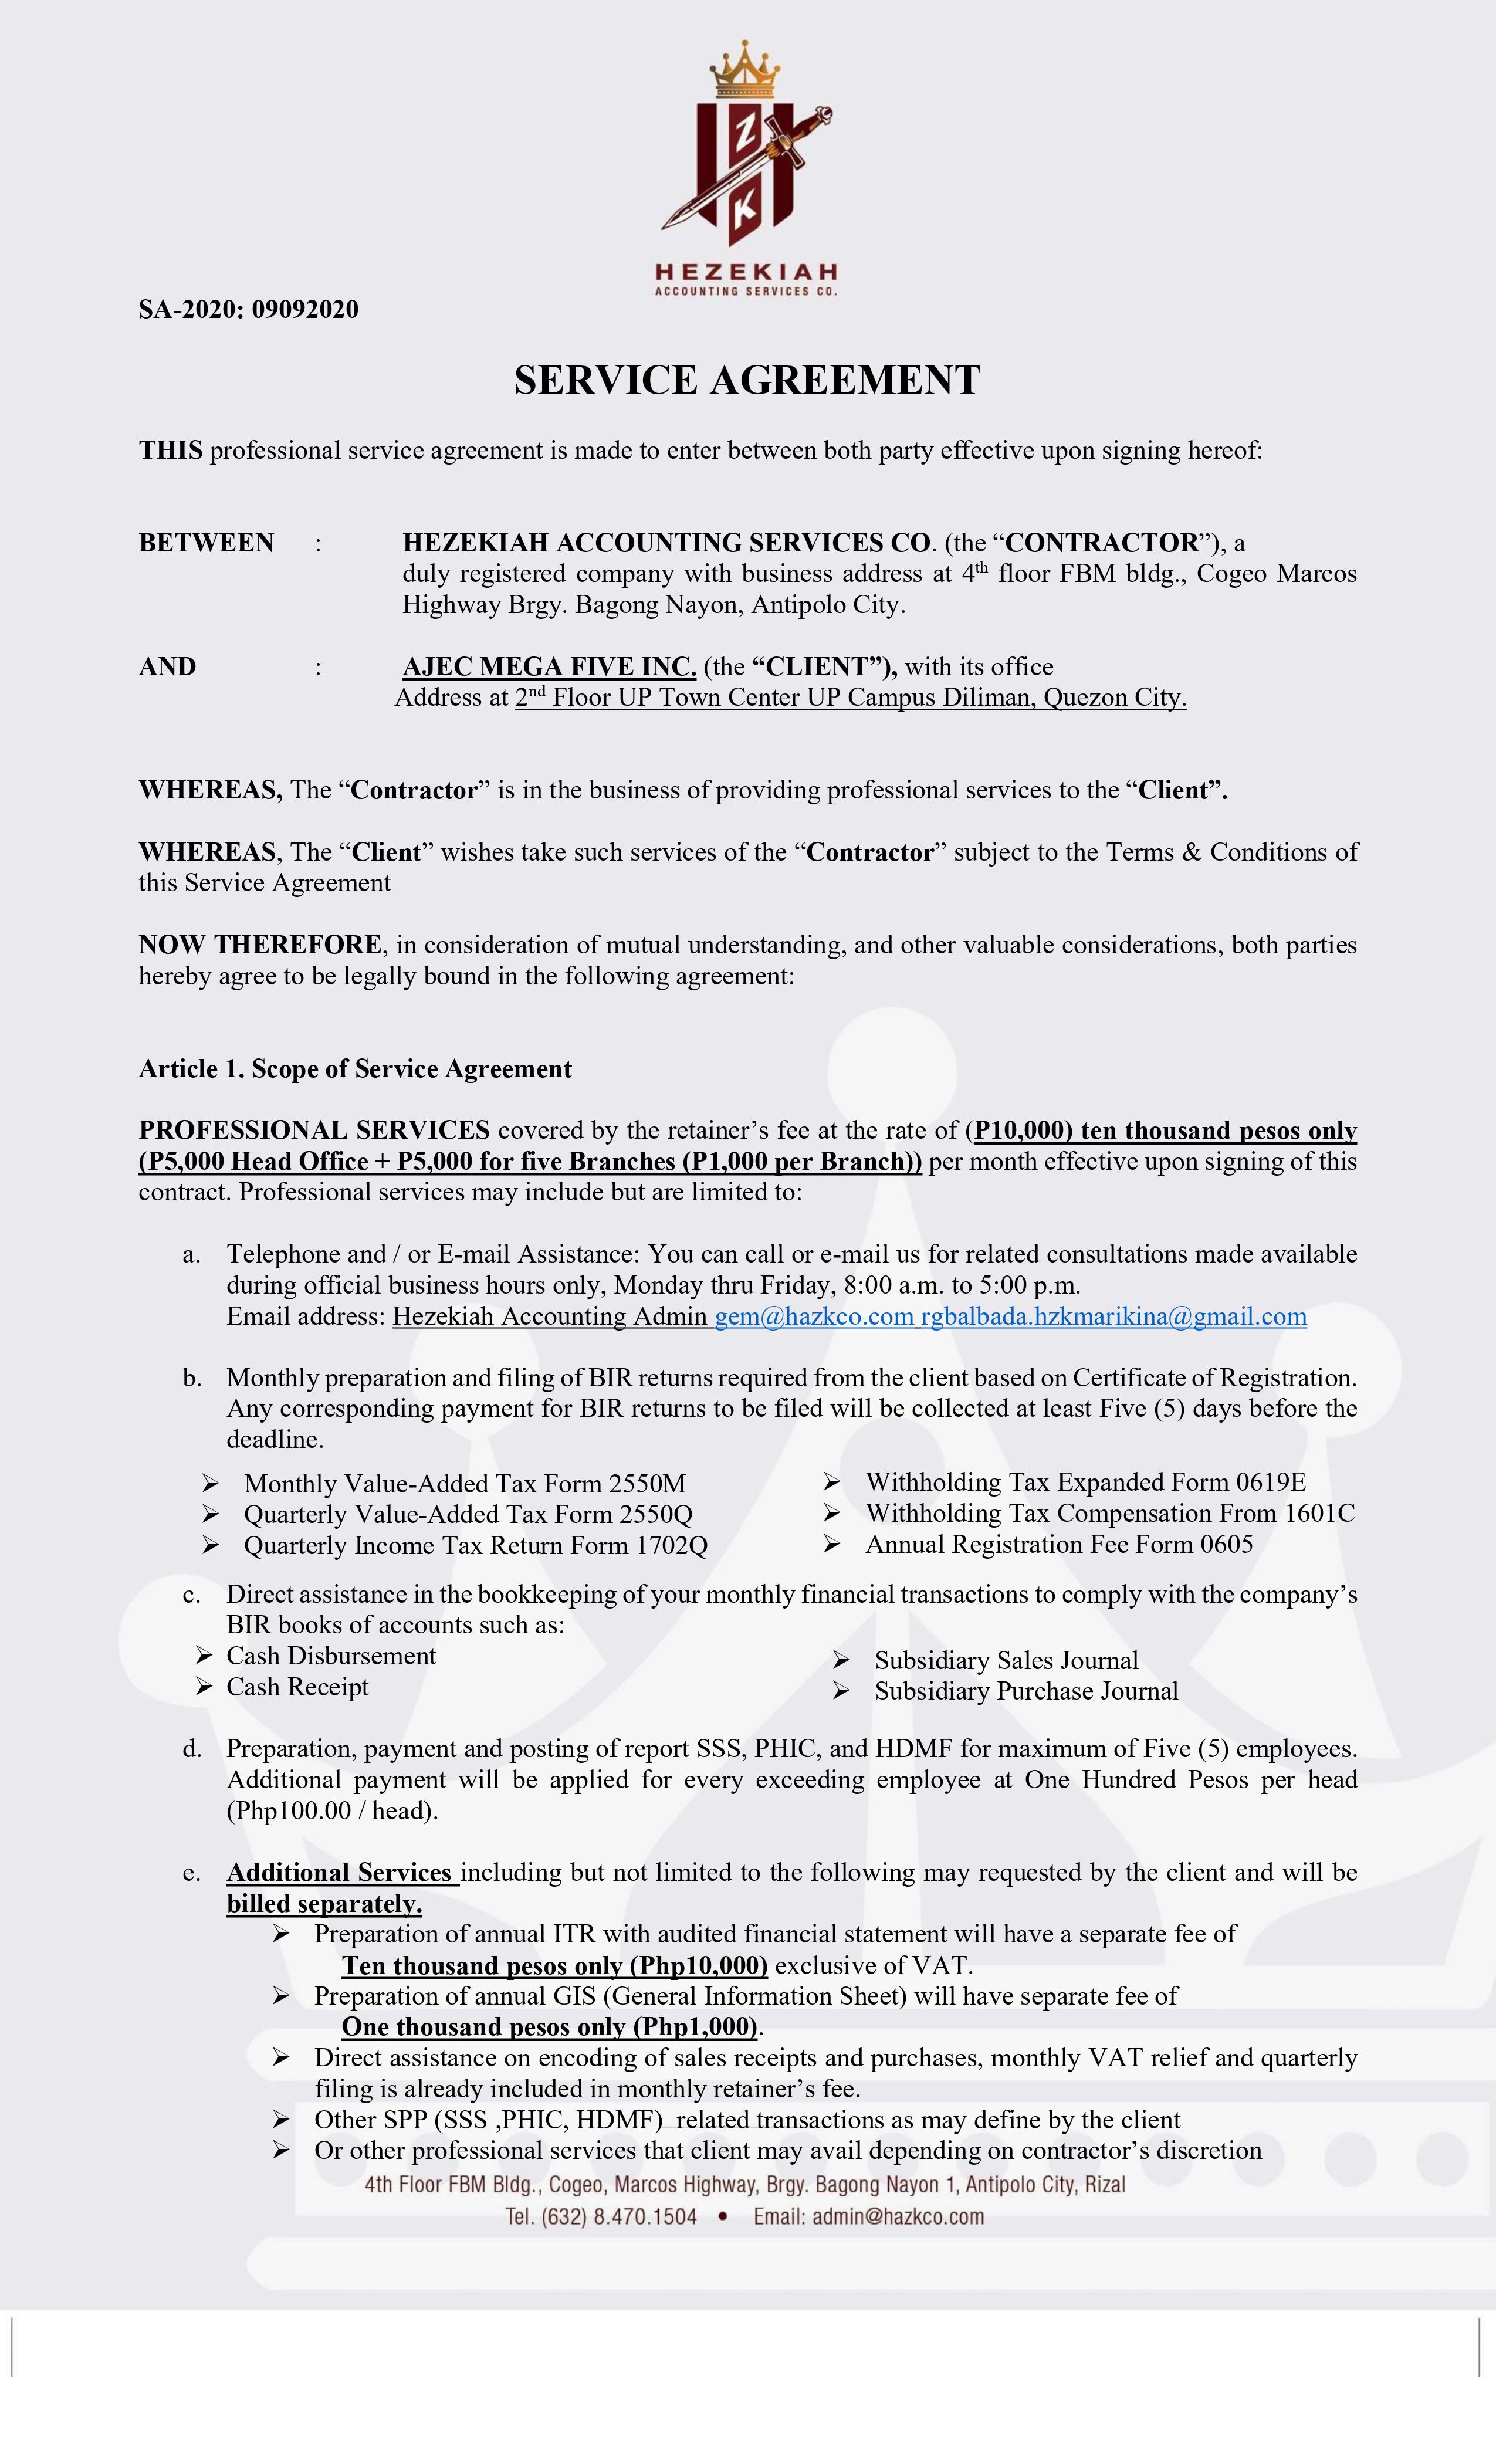 Z
K
HEZEKIAH
ACCOUNTING SERVICES CO.
SA-2020: 09092020
SERVICE AGREEMENT
THIS professional service agreement is made to enter between both party effective upon signing hereof:
BETWEEN : HEZEKIAH ACCOUNTING SERVICES CO. (the “CONTRACTOR”), a
duly registered company with business address at 4th floor FBM bldg., Cogeo Marcos
Highway Brgy. Bagong Nayon, Antipolo City.
AND : AJEC MEGA FIVE INC. (the “CLIENT”), with its office
Address at 2nd Floor UP Town Center UP Campus Diliman, Quezon City.
WHEREAS, The “Contractor” is in the business of providing professional services to the “Client”.
WHEREAS, The “Client” wishes take such services of the “Contractor” subject to the Terms & Conditions of
this Service Agreement
NOW THEREFORE, in consideration of mutual understanding, and other valuable considerations, both parties
hereby agree to be legally bound in the following agreement:
Article 1. Scope of Service Agreement
PROFESSIONAL SERVICES covered by the retainer’s fee at the rate of (P10,000) ten thousand pesos only
(P5,000 Head Office + P5,000 for five Branches (P1,000 per Branch)) per month effective upon signing of this
contract. Professional services may include but are limited to:
a. Telephone and / or E-mail Assistance: You can call or e-mail us for related consultations made available
during official business hours only, Monday thru Friday, 8:00 a.m. to 5:00 p.m.
Email address: Hezekiah Accounting Admin gem@hazkco.com rgbalbada.hzkmarikina@gmail.com
b. Monthly preparation and filing of BIR returns required from the client based on Certificate of Registration.
Any corresponding payment for BIR returns to be filed will be collected at least Five (5) days before the
deadline.
➢ Monthly Value-Added Tax Form 2550M
➢ Quarterly Value-Added Tax Form 2550Q
➢ Quarterly Income Tax Return Form 1702Q
➢ Withholding Tax Expanded Form 0619E
➢ Withholding Tax Compensation From 1601C
➢ Annual Registration Fee Form 0605
c. Direct assistance in the bookkeeping of your monthly financial transactions to comply with the company’s
BIR books of accounts such as:
➢ Cash Disbursement
➢ Cash Receipt
➢ Subsidiary Sales Journal
➢ Subsidiary Purchase Journal
d. Preparation, payment and posting of report SSS, PHIC, and HDMF for maximum of Five (5) employees.
Additional payment will be applied for every exceeding employee at One Hundred Pesos per head
(Php100.00 / head).
e. Additional Services including but not limited to the following may requested by the client and will be
billed separately.
➢ Preparation of annual ITR with audited financial statement will have a separate fee of
Ten thousand pesos only (Php10,000) exclusive of VAT.
➢ Preparation of annual GIS (General Information Sheet) will have separate fee of
One thousand pesos only (Php1,000).
➢ Direct assistance on encoding of sales receipts and purchases, monthly VAT relief and quarterly
filing is already included in monthly retainer’s fee.
➢ Other SPP (SSS ,PHIC, HDMF) related transactions as may define by the client
➢ Or other professional services that client may avail depending on contractor’s discretion
4th Floor FBM Bldg., Cogeo, Marcos Highway, Brgy. Bagong Nayon 1, Antipolo City, Rizal
Tel. (632) 8.470.1504 • Email: admin@hazkco.com